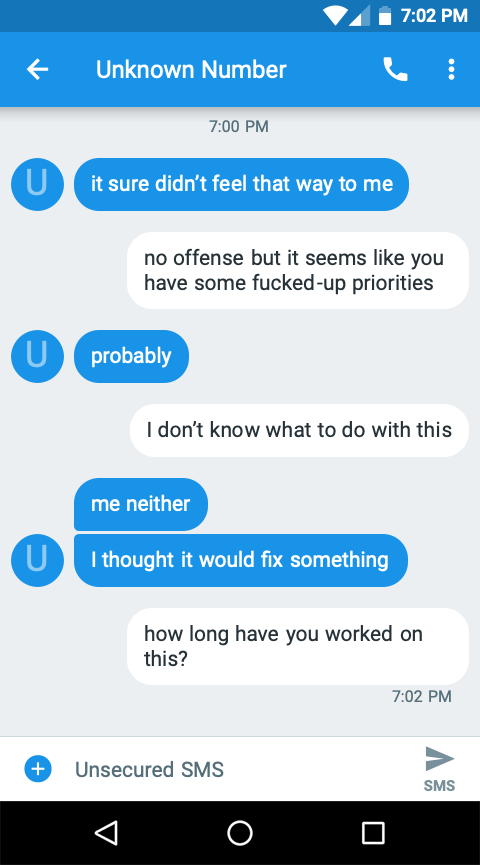 7:02 PM
Unknown Number
7:00 PM
U
it sure didn’t feel that way to me
no offense but it seems like you
have some fucked-up priorities
U
probably
I don’t know what to do with this
me neither
U
I thought it would fix something
how long have you worked on
this?
7:02 PM
Unsecured SMS
SMS